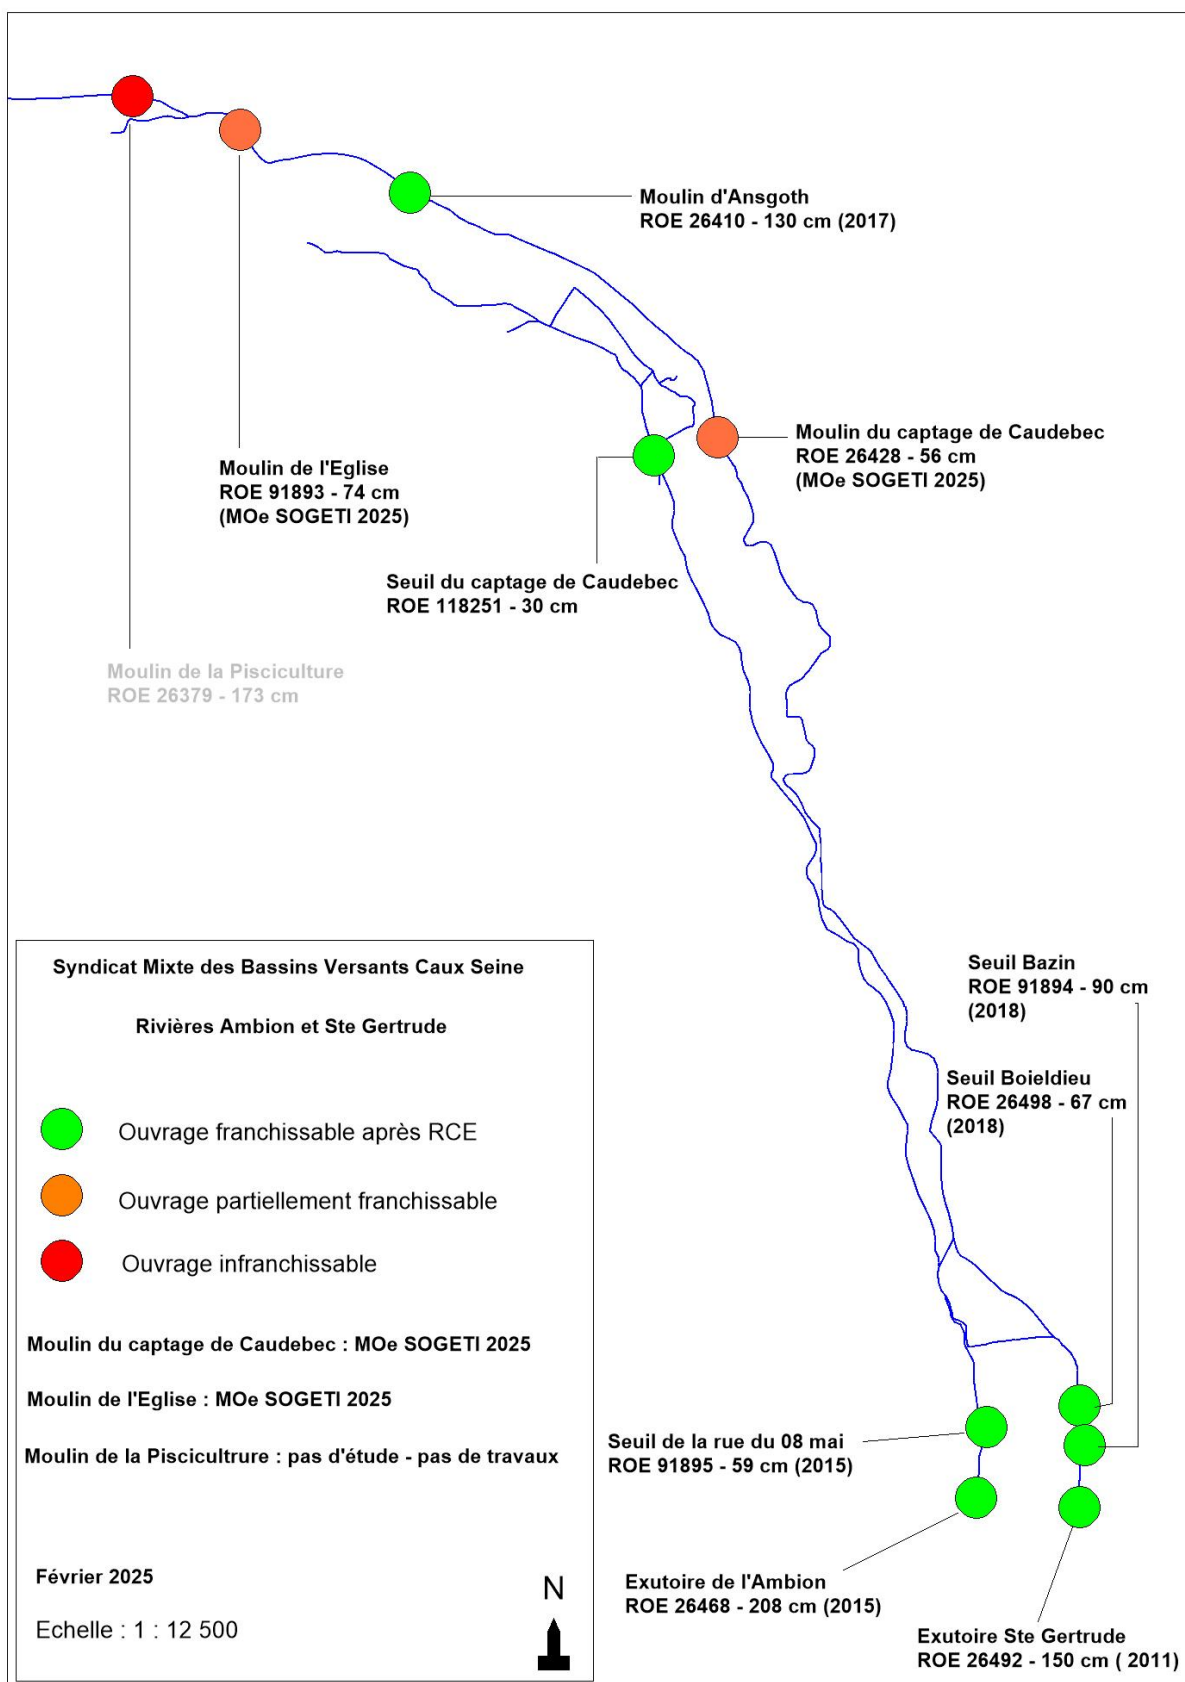 Moulin d'Ansgoth
ROE 26410 - 130 cm (2017)
Moulin du captage de Caudebec
ROE 26428 - 56 cm
(MOe SOGETI 2025)
Moulin de l'Eglise
ROE 91893 - 74 cm
(MOe SOGETI 2025)
Seuil du captage de Caudebec
ROE 118251 - 30 cm
Moulin de la Pisciculture
ROE 26379 - 173 cm
Syndicat Mixte des Bassins Versants Caux Seine
Rivières Ambion et Ste Gertrude
Ouvrage franchissable après RCE
Ouvrage partiellement franchissable
Ouvrage infranchissable
Moulin du captage de Caudebec : MOe SOGETI 2025
Moulin de l'Eglise : MOe SOGETI 2025
Moulin de la Piscicultrure : pas d'étude - pas de travaux
Février 2025
Echelle : 1 : 12 500
N
Seuil Bazin
ROE 91894 - 90 cm
(2018)
Seuil Boieldieu
ROE 26498 - 67 cm
(2018)
Seuil de la rue du 08 mai
ROE 91895 - 59 cm (2015)
Exutoire de l'Ambion
ROE 26468 - 208 cm (2015)
Exutoire Ste Gertrude
ROE 26492 - 150 cm ( 2011)